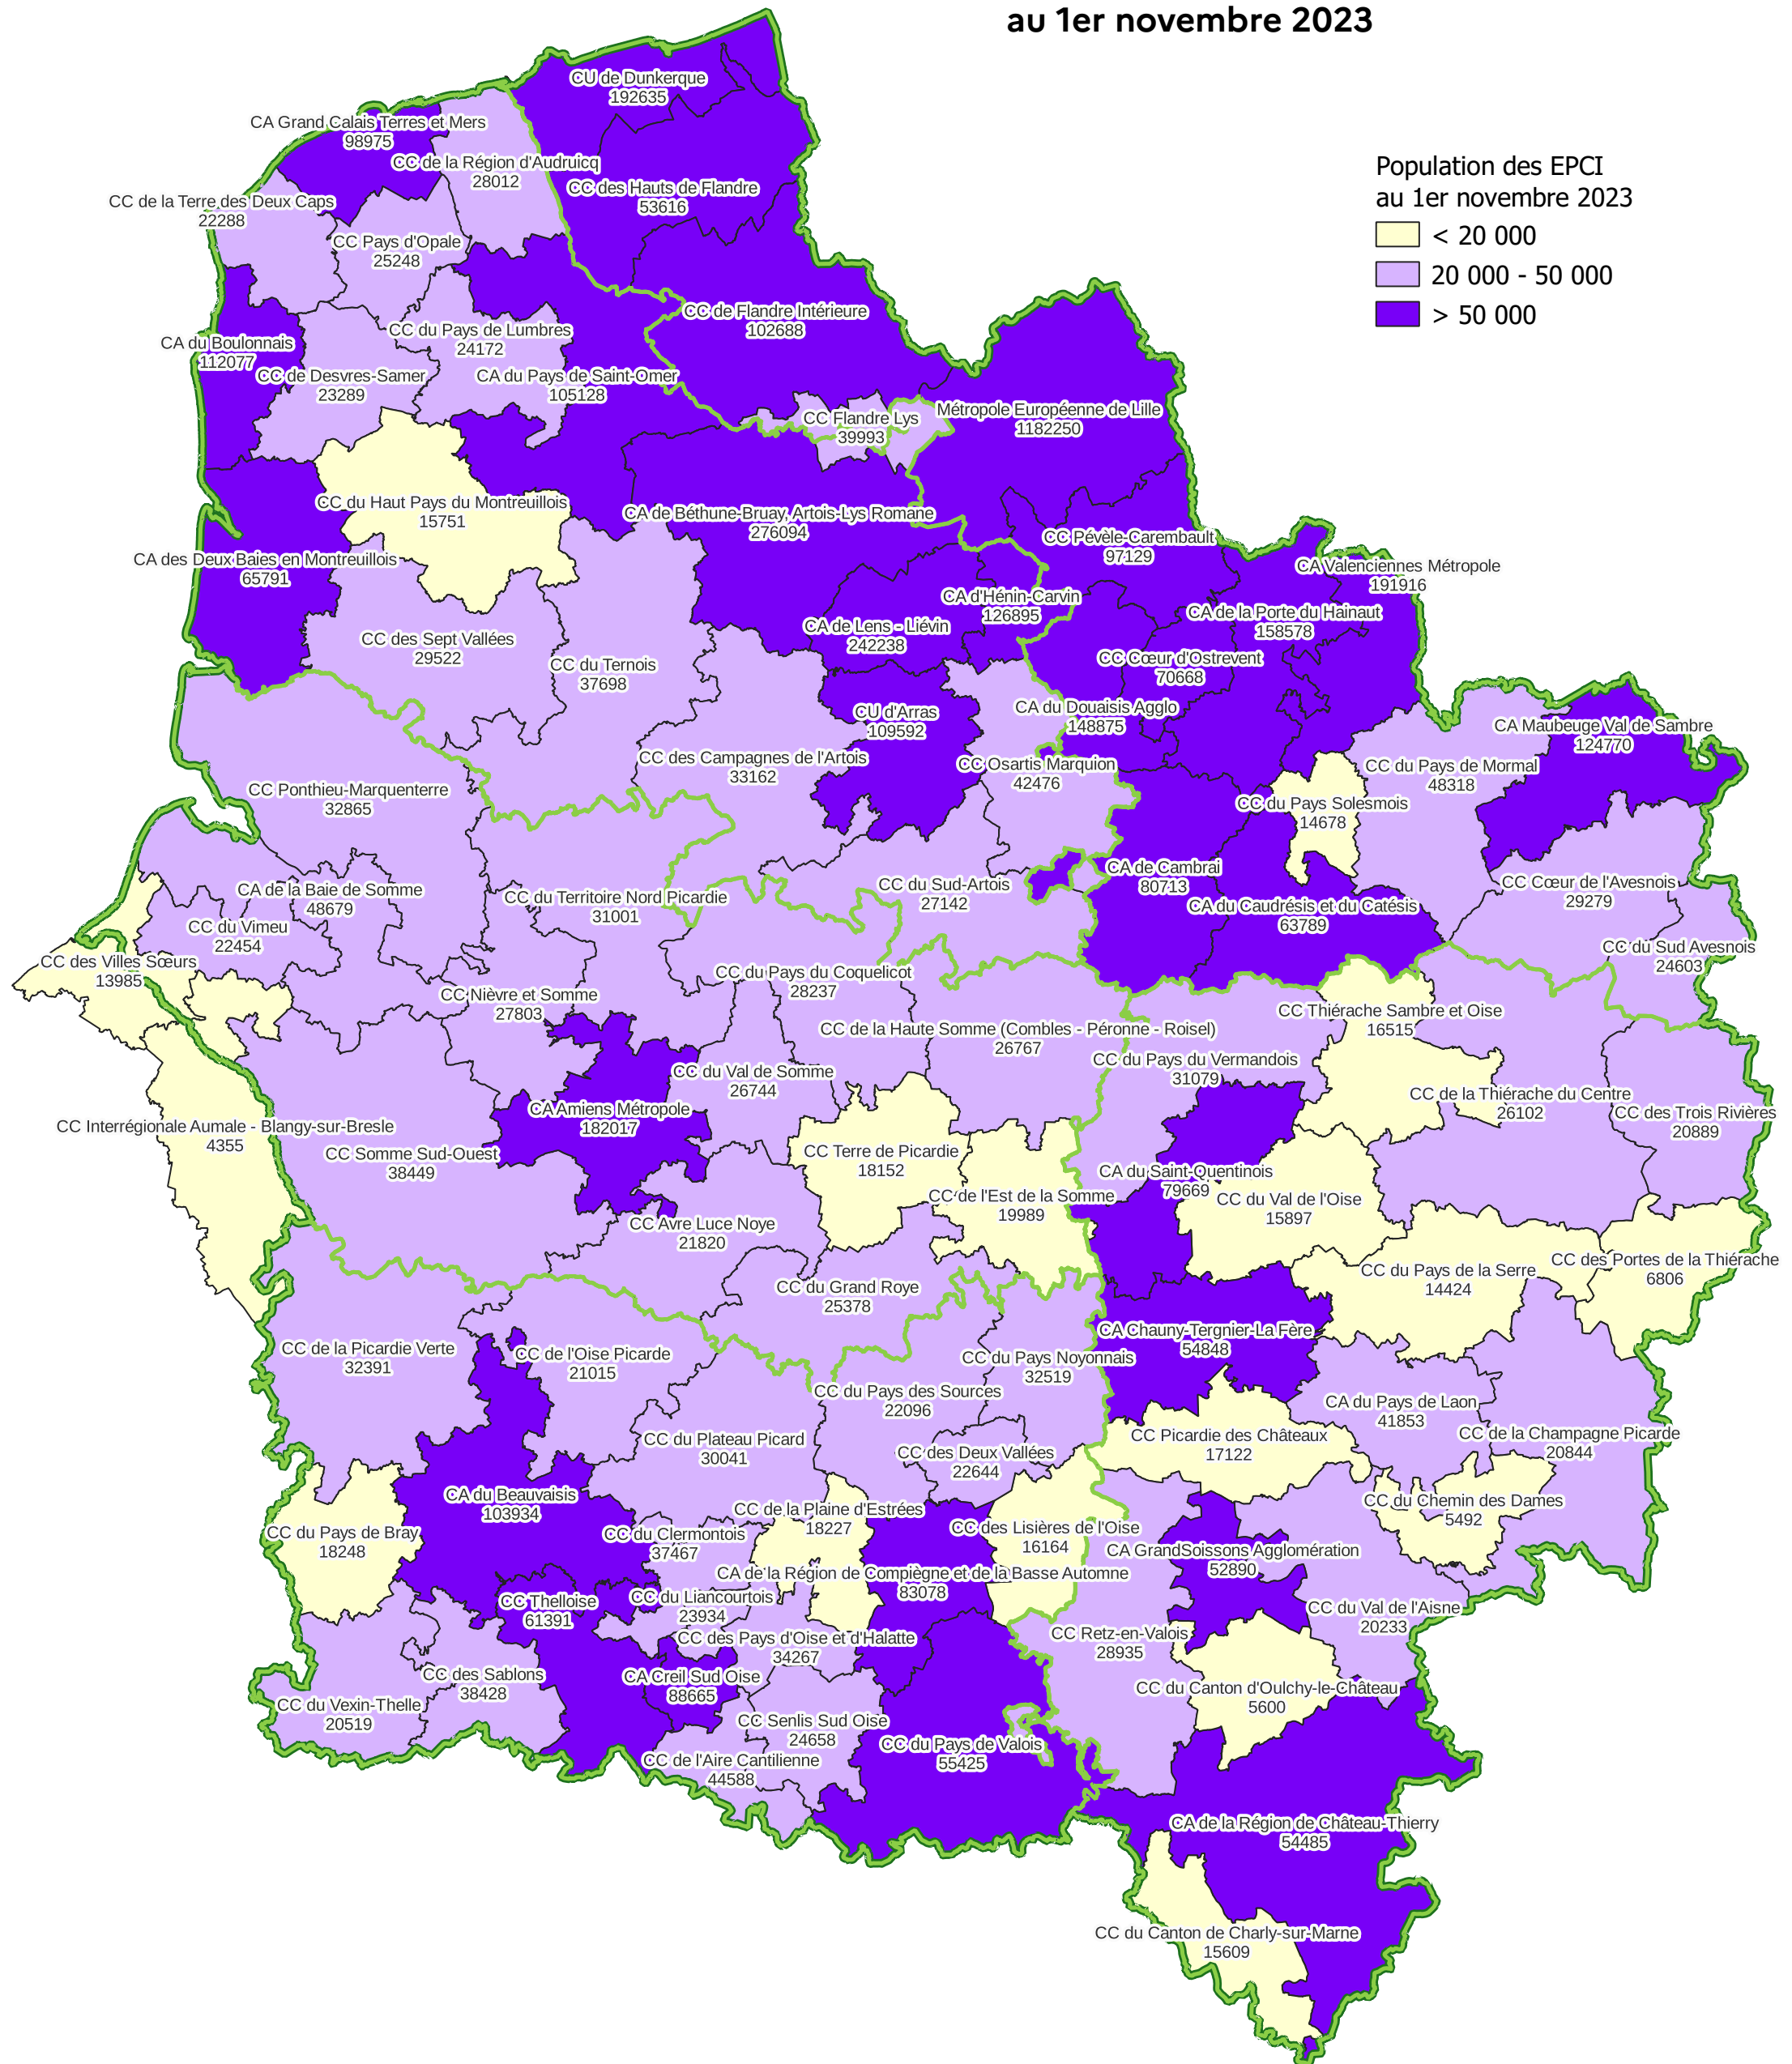 au 1er novembre 2023
Population des EPCI
au 1er novembre 2023
< 20 000
20 000 - 50 000
> 50 000
CU de Dunkerque
192635
CA Grand Calais Terres et Mers
98975
CC de la Région d'Audruicq
28012
CC des Hauts de Flandre
53616
CC de la Terre des Deux Caps
22288
CC Pays d'Opale
25248
CC de Flandre Intérieure
102688
CC du Pays de Lumbres
24172
CA du Boulonnais
112077
CC de Desvres-Samer
23289
CA du Pays de Saint-Omer
105128
CC Flandre Lys
39993
Métropole Européenne de Lille
1182250
CC du Haut Pays du Montreuillois
15751
CA de Béthune-Bruay, Artois-Lys Romane
276094
CC Pévèle-Carembault
97129
CA des Deux Baies en Montreuillois
65791
CA Valenciennes Métropole
191916
CA d'Hénin-Carvin
126895
CA de la Porte du Hainaut
158578
CA de Lens - Liévin
242238
CC des Sept Vallées
29522
CC du Ternois
37698
CC Cœur d'Ostrevent
70668
CU d'Arras
109592
CA du Douaisis Agglo
148875
CA Maubeuge Val de Sambre
124770
CC des Campagnes de l'Artois
33162
CC Osartis Marquion
42476
CC du Pays de Mormal
48318
CC Ponthieu-Marquenterre
32865
CC du Pays Solesmois
14678
CA de Cambrai
80713
CC du Sud-Artois
27142
CC Cœur de l'Avesnois
29279
CA de la Baie de Somme
48679
CC du Territoire Nord Picardie
31001
CA du Caudrésis et du Catésis
63789
CC du Vimeu
22454
CC du Sud Avesnois
24603
CC des Villes Sœurs
13985
CC du Pays du Coquelicot
28237
CC Nièvre et Somme
27803
CC Thiérache Sambre et Oise
16515
CC de la Haute Somme (Combles - Péronne - Roisel)
26767
CC du Pays du Vermandois
31079
CC du Val de Somme
26744
CC de la Thiérache du Centre
26102
CA Amiens Métropole
182017
CC des Trois Rivières
20889
CC Interrégionale Aumale - Blangy-sur-Bresle
4355
CC Somme Sud-Ouest
38449
CC Terre de Picardie
18152
CA du Saint-Quentinois
79669
CC de l'Est de la Somme
19989
CC du Val de l'Oise
15897
CC Avre Luce Noye
21820
CC du Pays de la Serre
14424
CC des Portes de la Thiérache
6806
CC du Grand Roye
25378
CA Chauny-Tergnier-La Fère
54848
CC de la Picardie Verte
32391
CC de l'Oise Picarde
21015
CC du Pays Noyonnais
32519
CC du Pays des Sources
22096
CA du Pays de Laon
41853
CC du Plateau Picard
30041
CC Picardie des Châteaux
17122
CC de la Champagne Picarde
20844
CC des Deux Vallées
22644
CA du Beauvaisis
103934
CC du Chemin des Dames
5492
CC de la Plaine d'Estrées
18227
CC du Pays de Bray
18248
CC du Clermontois
37467
CC des Lisières de l'Oise
16164
CA GrandSoissons Agglomération
52890
CA de la Région de Compiègne et de la Basse Automne
83078
CC Thelloise
61391
CC du Liancourtois
23934
CC du Val de l'Aisne
20233
CC des Pays d'Oise et d'Halatte
34267
CC Retz-en-Valois
28935
CC des Sablons
38428
CA Creil Sud Oise
88665
CC du Canton d'Oulchy-le-Château
5600
CC du Vexin-Thelle
20519
CC Senlis Sud Oise
24658
CC du Pays de Valois
55425
CC de l'Aire Cantilienne
44588
CA de la Région de Château-Thierry
54485
CC du Canton de Charly-sur-Marne
15609